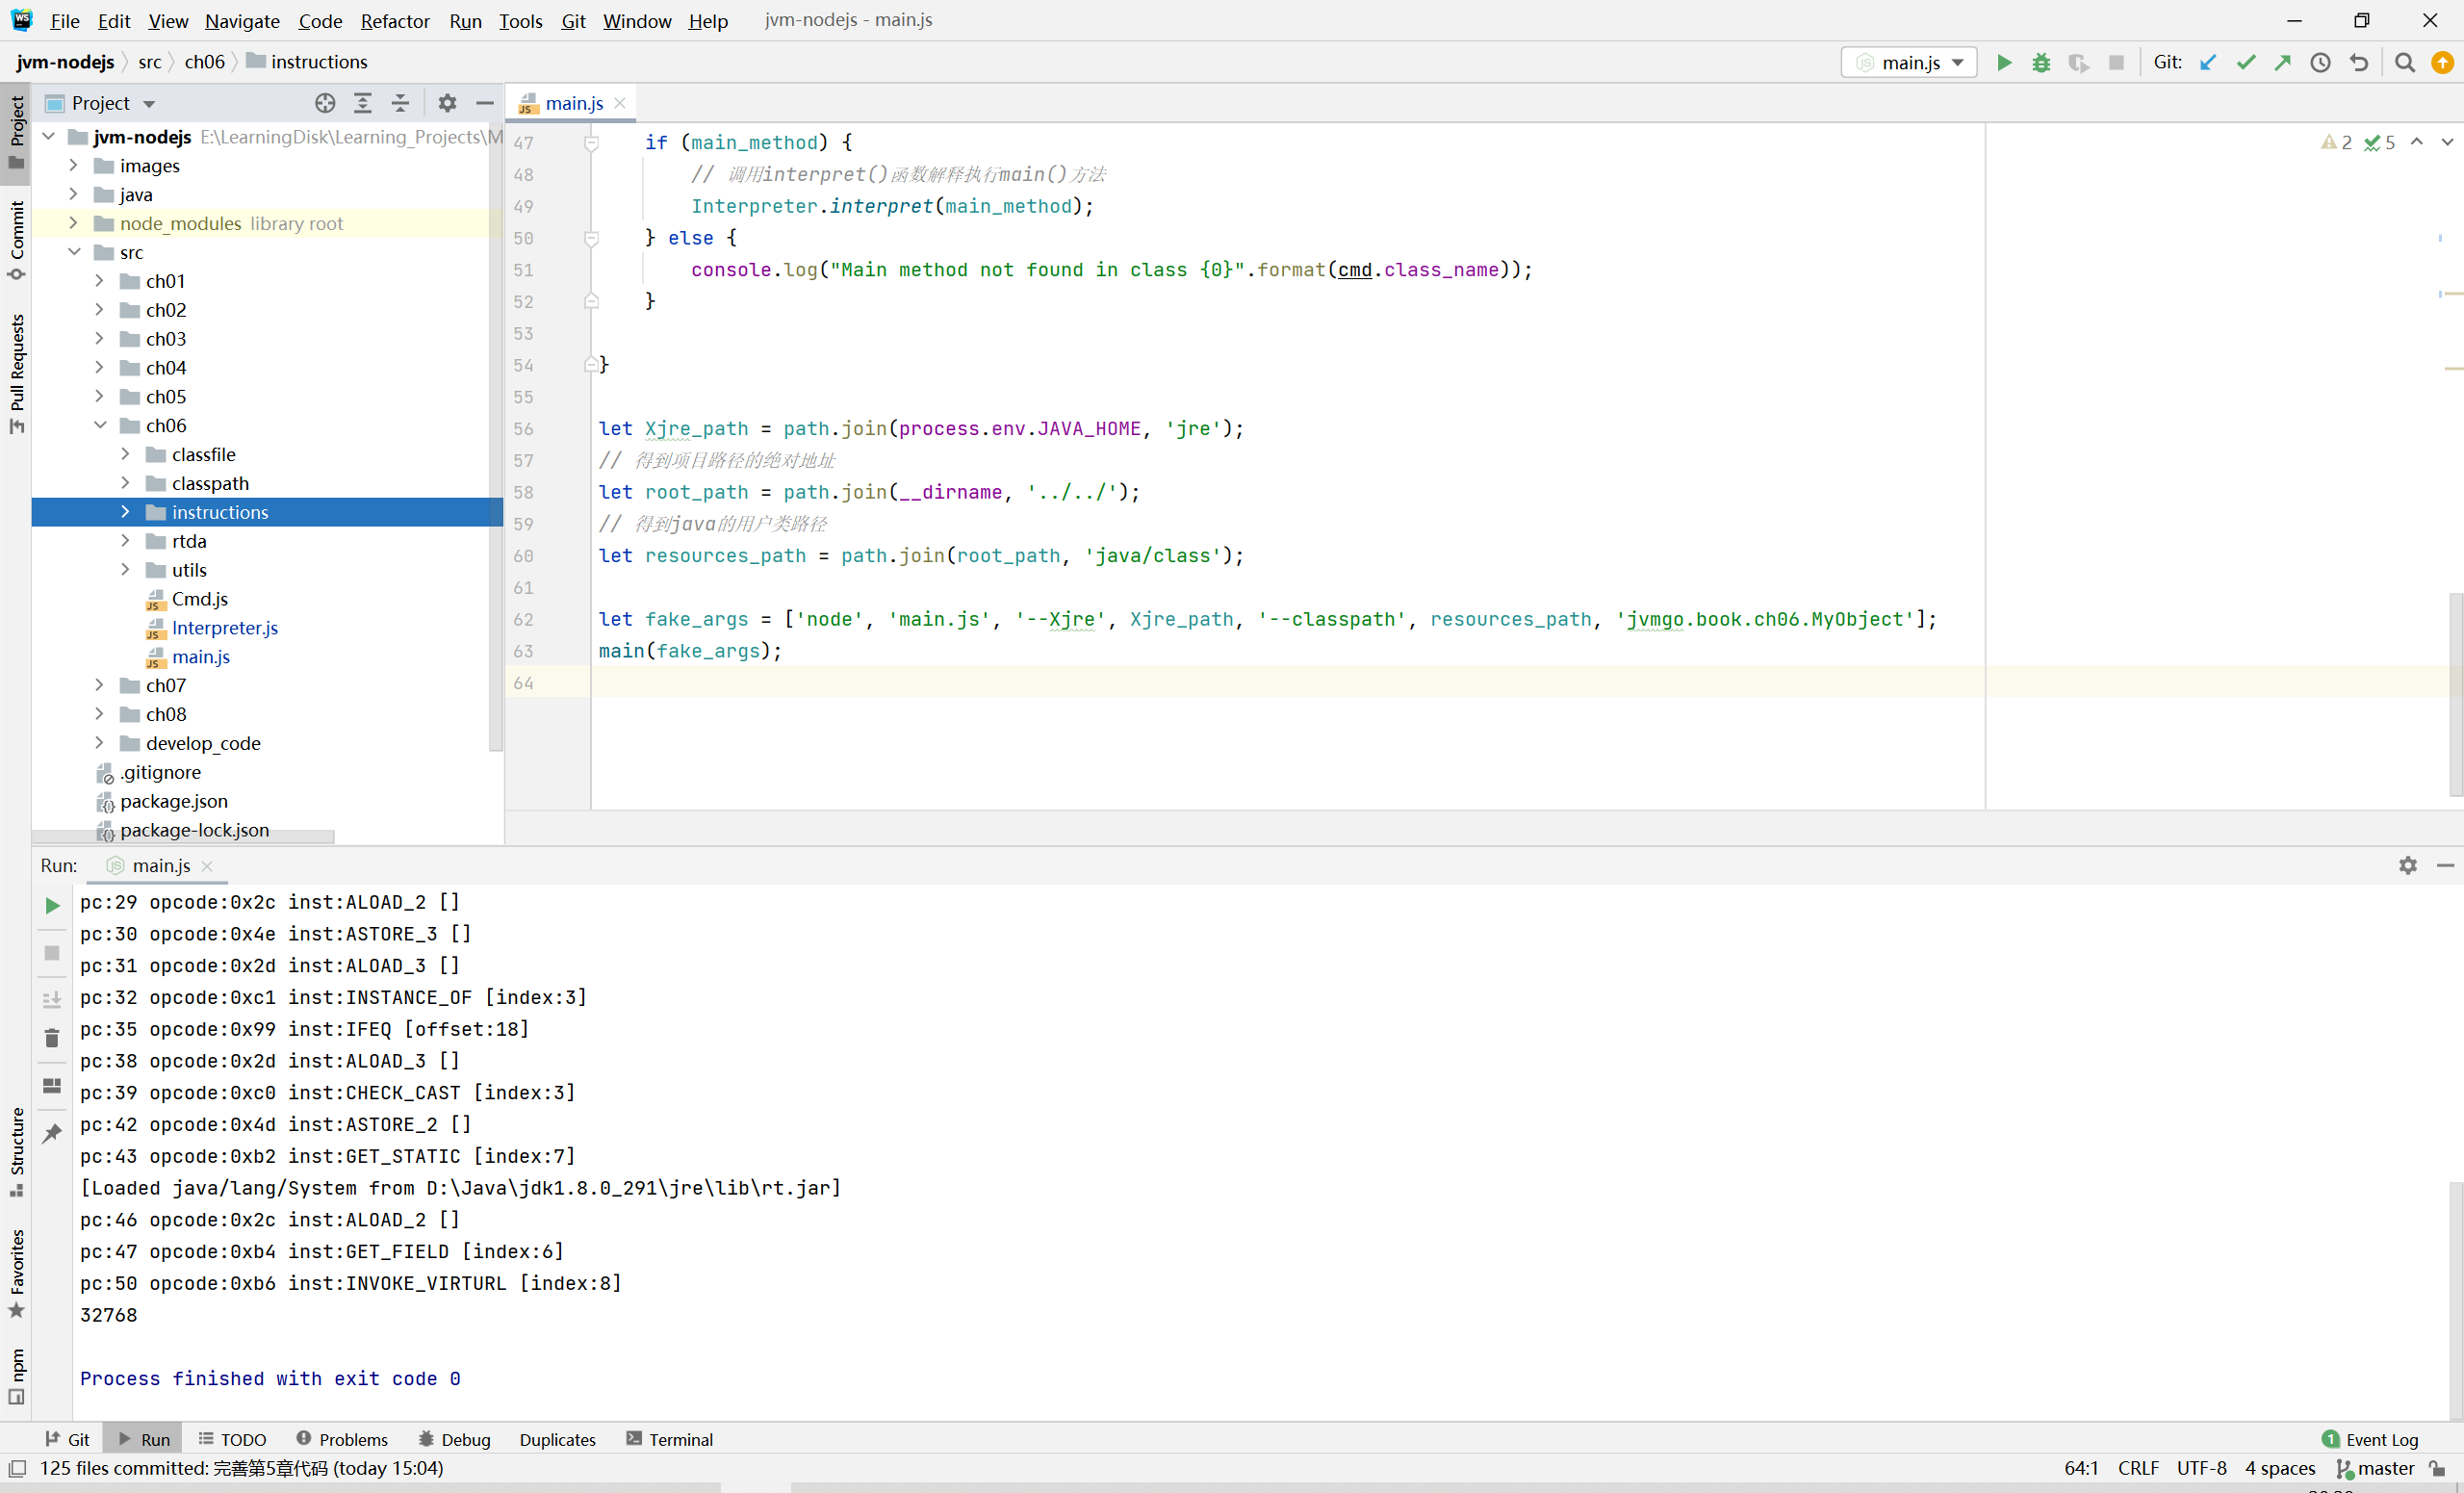 File Edit View Navigate Code Refactor Run Tools Git Window Help jvm-nodejs - main.js
jvm-nodejs src ch06 instructions main.js Git:
Project
main.js
Project
Commit
Pull Requests
jvm-nodejs E:\LearningDisk\Learning_Projects\M
images
java
node_modules library root
src
ch01
ch02
ch03
ch04
ch05
ch06
classfile
classpath
instructions
rtda
utils
Cmd.js
Interpreter.js
main.js
ch07
ch08
develop_code
.gitignore
package.json
package-lock.json
2 5
47 if (main_method) {
48 // 调用interpret()函数解释执行main()方法
49 Interpreter.interpret(main_method);
50 } else {
51 console.log("Main method not found in class {0}".format(cmd.class_name));
52 }
53
54 }
55
56 let Xjre_path = path.join(process.env.JAVA_HOME, 'jre');
57 // 得到项目路径的绝对地址
58 let root_path = path.join(__dirname, '../../');
59 // 得到java的用户类路径
60 let resources_path = path.join(root_path, 'java/class');
61
62 let fake_args = ['node', 'main.js', '--Xjre', Xjre_path, '--classpath', resources_path, 'jvmgo.book.ch06.MyObject'];
63 main(fake_args);
64
Run: main.js
pc:29 opcode:0x2c inst:ALOAD_2 []
pc:30 opcode:0x4e inst:ASTORE_3 []
pc:31 opcode:0x2d inst:ALOAD_3 []
pc:32 opcode:0xc1 inst:INSTANCE_OF [index:3]
pc:35 opcode:0x99 inst:IFEQ [offset:18]
pc:38 opcode:0x2d inst:ALOAD_3 []
pc:39 opcode:0xc0 inst:CHECK_CAST [index:3]
pc:42 opcode:0x4d inst:ASTORE_2 []
pc:43 opcode:0xb2 inst:GET_STATIC [index:7]
[Loaded java/lang/System from D:\Java\jdk1.8.0_291\jre\lib\rt.jar]
pc:46 opcode:0x2c inst:ALOAD_2 []
pc:47 opcode:0xb4 inst:GET_FIELD [index:6]
pc:50 opcode:0xb6 inst:INVOKE_VIRTURL [index:8]
32768
Process finished with exit code 0
Structure
Favorites
npm
Git Run TODO Problems Debug Duplicates Terminal 1 Event Log
125 files committed: 完善第5章代码 (today 15:04) 64:1 CRLF UTF-8 4 spaces master